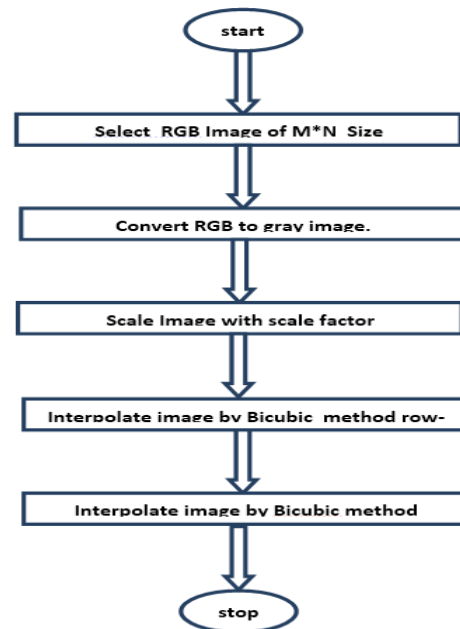 start
Select RGB Image of M*N Size
Convert RGB to gray image.
Scale Image with scale factor
Interpolate image by Bicubic method row-
Interpolate image by Bicubic method
stop